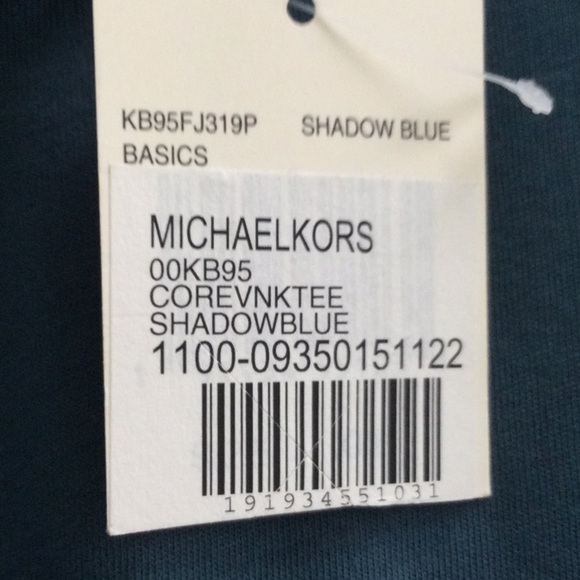 KB95FJ319P SHADOW BLUE
BASICS
MICHAELKORS
00KB95
COREVNKTEE
SHADOWBLUE
1100-09350151122
191934551031